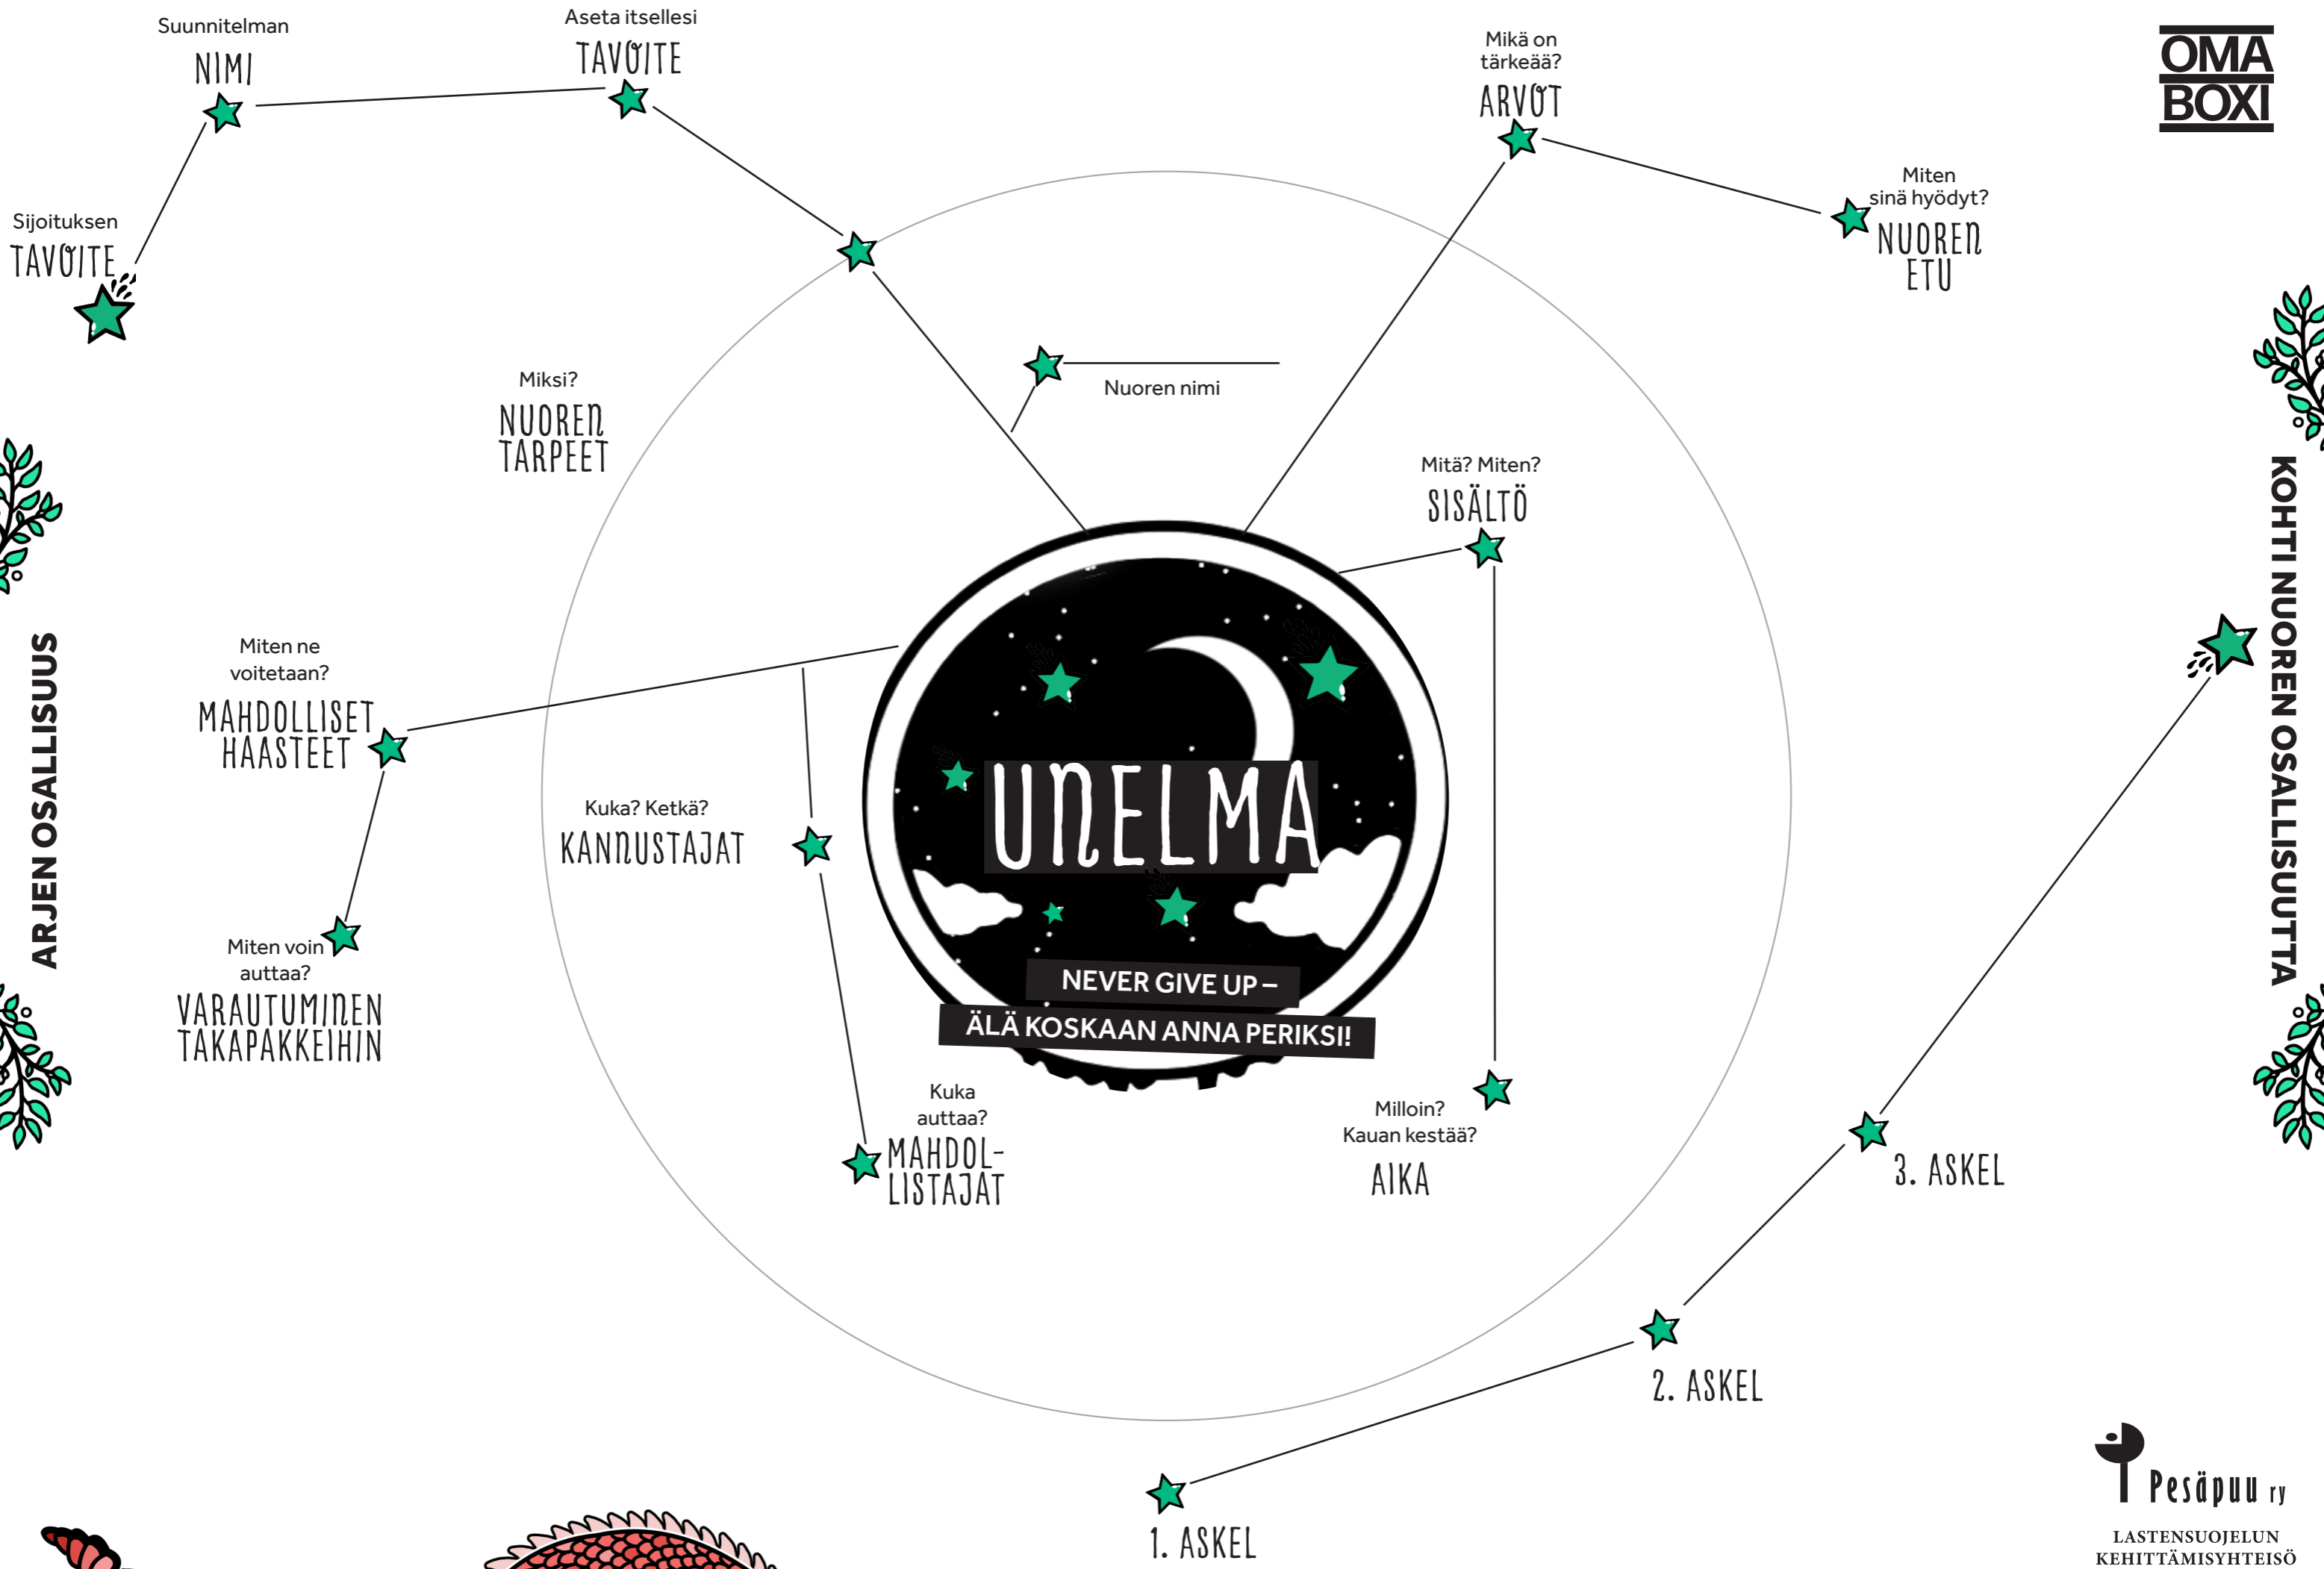 Suunnitelman
NIMI
Aseta itsellesi
TAVOITE
Mikä on
tärkeää?
ARVOT
OMA
BOXI
Miten
sinä hyödyt?
NUOREN
ETU
Sijoituksen
TAVOITE
Miksi?
NUOREN
TARPEET
Nuoren nimi
Mitä? Miten?
SISÄLTÖ
ARJEN OSALLISUUS
KOHTI NUOREN OSALLISUUTTA
Miten ne
voitetaan?
MAHDOLLISET
HAASTEET
Kuka? Ketkä?
KANNUSTAJAT
UNELMA
NEVER GIVE UP –
ÄLÄ KOSKAAN ANNA PERIKSI!
Miten voin
auttaa?
VARAUTUMINEN
TAKAPAKKEIHIN
Kuka
auttaa?
MAHDOL-
LISTAJAT
Milloin?
Kauan kestää?
AIKA
3. ASKEL
2. ASKEL
1. ASKEL
Pesäpuu ry
LASTENSUOJELUN
KEHITTÄMISYHTEISÖ